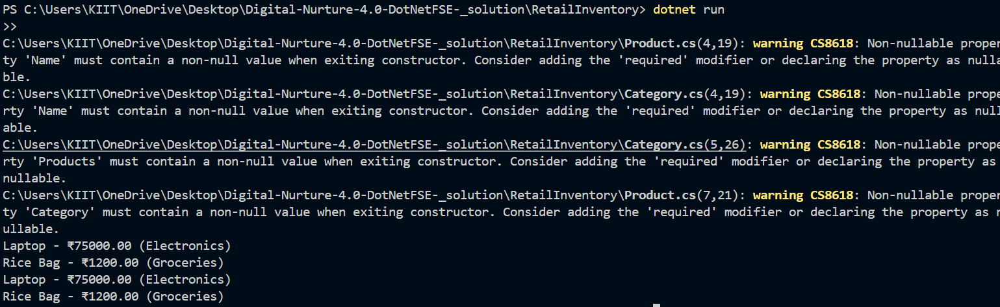 PS C:\Users\KIIT\OneDrive\Desktop\Digital-Nurture-4.0-DotNetFSE-_solution\RetailInventory> dotnet run
>>
C:\Users\KIIT\OneDrive\Desktop\Digital-Nurture-4.0-DotNetFSE-_solution\RetailInventory\Product.cs(4,19): warning CS8618: Non-nullable proper
ty 'Name' must contain a non-null value when exiting constructor. Consider adding the 'required' modifier or declaring the property as nulla
ble.
C:\Users\KIIT\OneDrive\Desktop\Digital-Nurture-4.0-DotNetFSE-_solution\RetailInventory\Category.cs(4,19): warning CS8618: Non-nullable prope
rty 'Name' must contain a non-null value when exiting constructor. Consider adding the 'required' modifier or declaring the property as null
able.
C:\Users\KIIT\OneDrive\Desktop\Digital-Nurture-4.0-DotNetFSE-_solution\RetailInventory\Category.cs(5,26): warning CS8618: Non-nullable prope
rty 'Products' must contain a non-null value when exiting constructor. Consider adding the 'required' modifier or declaring the property as
nullable.
C:\Users\KIIT\OneDrive\Desktop\Digital-Nurture-4.0-DotNetFSE-_solution\RetailInventory\Product.cs(7,21): warning CS8618: Non-nullable proper
ty 'Category' must contain a non-null value when exiting constructor. Consider adding the 'required' modifier or declaring the property as n
ullable.
Laptop - ₹75000.00 (Electronics)
Rice Bag - ₹1200.00 (Groceries)
Laptop - ₹75000.00 (Electronics)
Rice Bag - ₹1200.00 (Groceries)